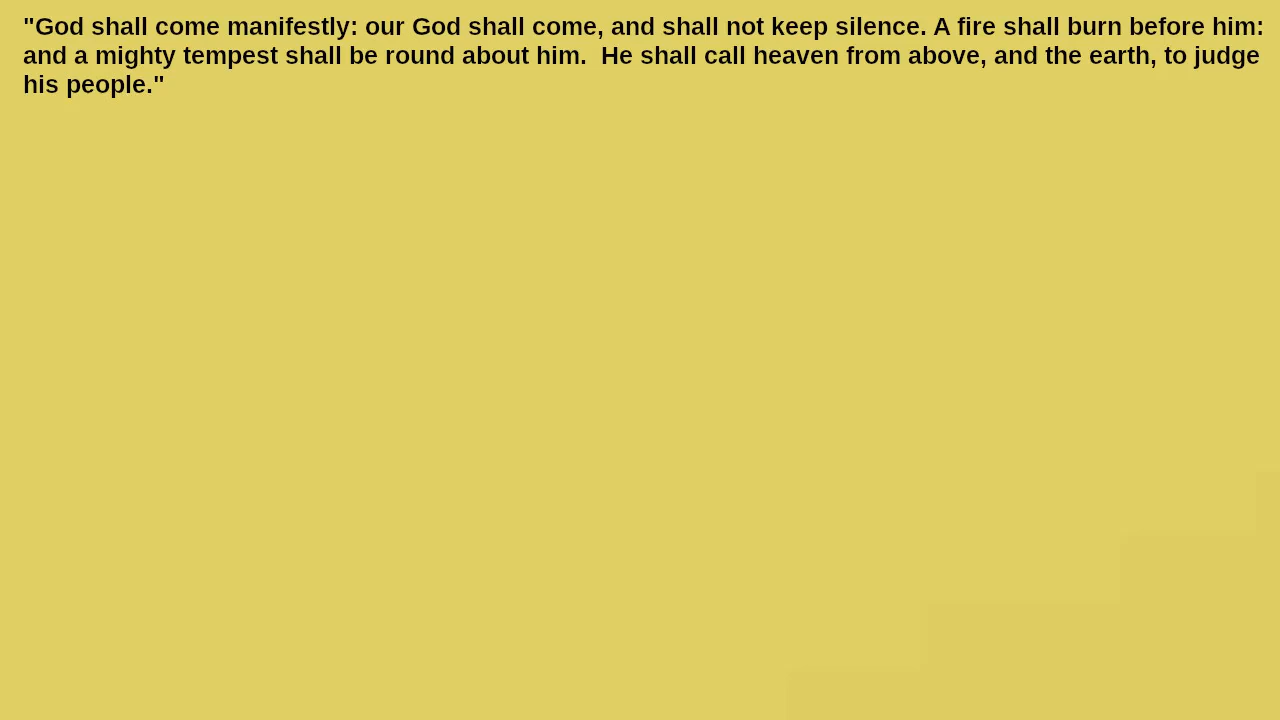 "God shall come manifestly: our God shall come, and shall not keep silence. A fire shall burn before him:
and a mighty tempest shall be round about him.  He shall call heaven from above, and the earth, to judge
his people."